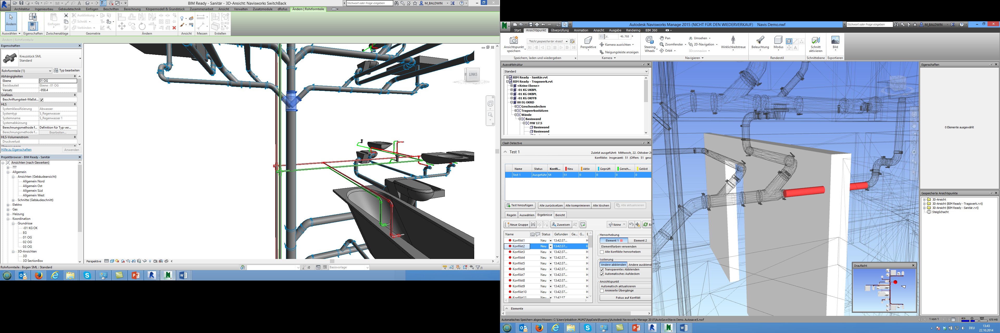 BIM Ready - Sanitär - 3D-Ansicht: Navisworks SwitchBack
Stichwort oder Frage eingeben
M_BALDWIN
Architektur Ingenieurbau Gebäudetechnik Einfügen Beschriften Berechnung Körpermodell & Grundstück Zusammenarbeit Ansicht Verwalten Zusatzmodule dRofus Ändern | Rohrformteile
Ändern
Einfügen
Ausklinkung
Schnitt
Verbinden
Auswählen Eigenschaften Zwischenablage Geometrie Ändern Ansicht Messen Erstellen
Ändern | Rohrformteile
Eigenschaften
Kreuzstück SML
Standard
Rohrformteile (1) Typ bearbeiten
Abhängigkeiten
Ebene 01 OG
Basisbauteil Ebene : 01 OG
Versatz -958.4
Grafiken
Beschriftungstext-Maßst...
HLS
Systemklassifizierung Abwasser
Systemtyp S_Regenwasser
Systemname S_Regenwasser 1
Systemabkürzung
Berechnungsmethode f... Definition für Typ ver...
Berechnungsmethode f... Bearbeiten...
HLS-Volumenstrom
Druckverlust
Hilfe zu Eigenschaften Anwenden
Projektbrowser - BIM Ready - Sanitär
Ansichten (nach Gewerken)
???
Allgemein
Ansichten (Gebäudeansicht)
Allgemein Nord
Allgemein Ost
Allgemein Süd
Allgemein West
Schnitte (Gebäudeschnitt)
Elektro
Gas
Heizung
Koordination
Grundrisse
-01 KG OK
EG
01 OG
02 OG
03 OG
3D-Ansichten
3D
3D SectionBox
LINKS
Perspektive
Rohrformteile : Bogen SML : Standard
:0
Basisvorlage
:1
Autodesk Navisworks Manage 2015 (NICHT FÜR DEN WIEDERVERKAUF) Navis Demo.nwf
Stichwort oder Frage eingeben
M_BALDWIN
Start Ansichtspunkt Überprüfung Animation Ansicht Ausgabe Rendering BIM 360
Ansichtspunkt
speichern
*Nicht gespeicherter Ansicht.
Perspektive
46.768 °
Kamera ausrichten
Neigungsleiste anzeigen
Steering
Wheels
Pan
Zoomfenster
Orbit
Umsehen
2D-Navigation
3Dconnexion
Wirklichkeitstreue
Beleuchtung
Modus
Schnitt
aktivieren
Bild
Speichern, laden und wiedergeben Kamera Navigieren Renderstil Schnittebene Exportieren
Auswahlstruktur
Standard
BIM Ready - Sanitär.rvt
BIM Ready - Tragswerk.rvt
<Keine Ebene>
-01 KG UKBPL
-01 KG OKBPL
-01 KG OKFFB
00 EG OKRD
Geschossdecken
Tragwerksstützen
Wände
Basiswand
MW 17.5
Basiswand
Basiswand
Clash Detective
Test 1
Zuletzt ausgeführt: Mittwoch, 22. Oktober 20
Konflikte: Insgesamt: 51 (Offen: 51 gesc
Name Status Konfli... Neu Aktiv Geprüft Geneh... Gelöst
Test 1 Ausgeführ 51 51 0 0 0 0
Test hinzufügen Alle zurücksetzen Alle komprimieren Alle löschen Alle aktualisieren
Regeln Auswählen Ergebnisse Bericht
Neue Gruppe Zuweisen Keine
Name Status Gefunden Ge... G...
Konflikt1 Neu 13:42:37... H
Konflikt2 Neu 13:42:37... H
Konflikt3 Neu 13:42:37... H
Konflikt4 Neu 13:42:37... H
Konflikt5 Neu 13:42:37... H
Konflikt6 Neu 13:42:37... H
Konflikt7 Neu 13:42:37... H
Konflikt8 Neu 13:42:37... H
Konflikt9 Neu 13:42:37... H
Konflikt10 Neu 13:42:37... H
Konflikt11 Neu 13:42:37
Hervorhebung
Element 1 Element 2
Elementfarben verwenden
Alle Konflikte hervorheben
Isolierung
Andere abblenden Andere ausblend
Transparentes Abblenden
Automatisches Aufdecken
Ansichtspunkt
Automatisch aktualisieren
Animierte Übergänge
Fokus auf Konflikt
Elemente
Draufsicht
Eigenschaften
0 Elemente ausgewählt
Gespeicherte Ansichtspunkte
3D-Ansicht
3D-Ansicht (BIM Ready - Tragswerk.rvt)
3D-Ansicht (BIM Ready - Sanitär.rvt)
SteigSchacht
Automatisches Speichern abgeschlossen: C:\Users\mbaldwin.MUMZ\AppData\Roaming\Autodesk Navisworks Manage 2015\AutoSave\Navis Demo.Autosave5.nwf
1 von 1
675 MB
DEU
13:43
22.10.2014